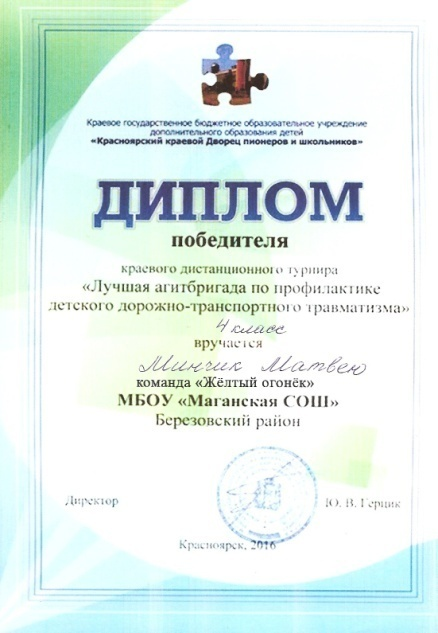 Краевое государственное бюджетное образовательное учреждение
дополнительного образования детей
«Красноярский краевой Дворец пионеров и школьников»
ДИПЛОМ
победителя
краевого дистанционного турнира
«Лучшая агитбригада по профилактике
детского дорожно-транспортного травматизма»
4 класс
вручается
Минчик Матвею
команда «Жёлтый огонёк»
МБОУ «Маганская СОШ»
Березовский район
Директор Ю. В. Герцик
Красноярск, 2016